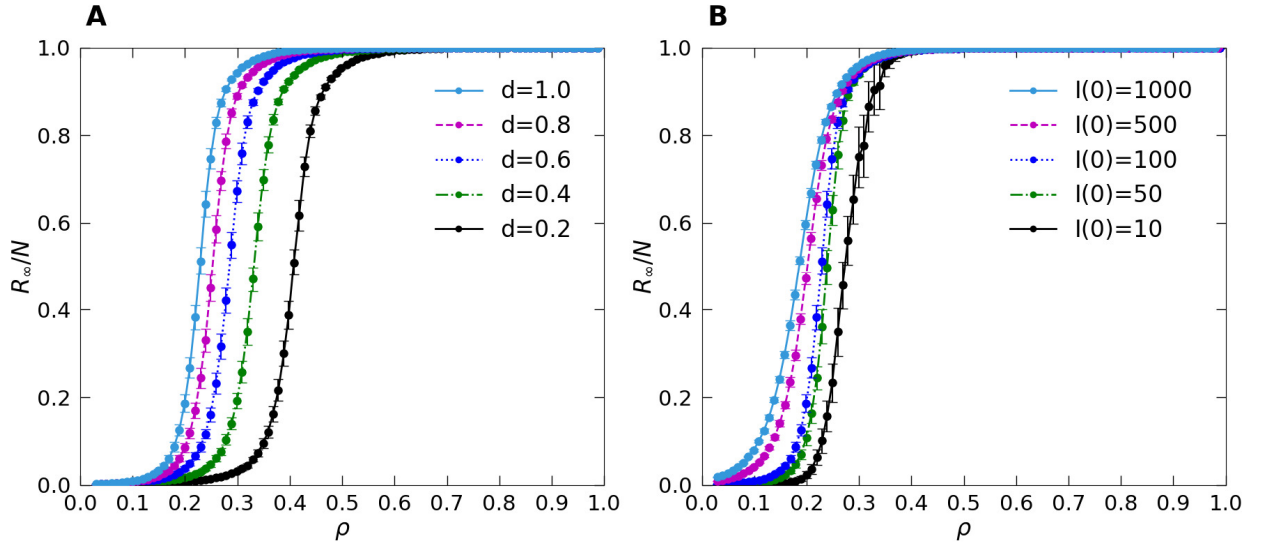 A
1.0
0.8
0.6
0.4
0.2
0.0
R∞/N
0.0 0.1 0.2 0.3 0.4 0.5 0.6 0.7 0.8 0.9 1.0
ρ
d=1.0
d=0.8
d=0.6
d=0.4
d=0.2
B
1.0
0.8
0.6
0.4
0.2
0.0
R∞/N
0.0 0.1 0.2 0.3 0.4 0.5 0.6 0.7 0.8 0.9 1.0
ρ
I(0)=1000
I(0)=500
I(0)=100
I(0)=50
I(0)=10